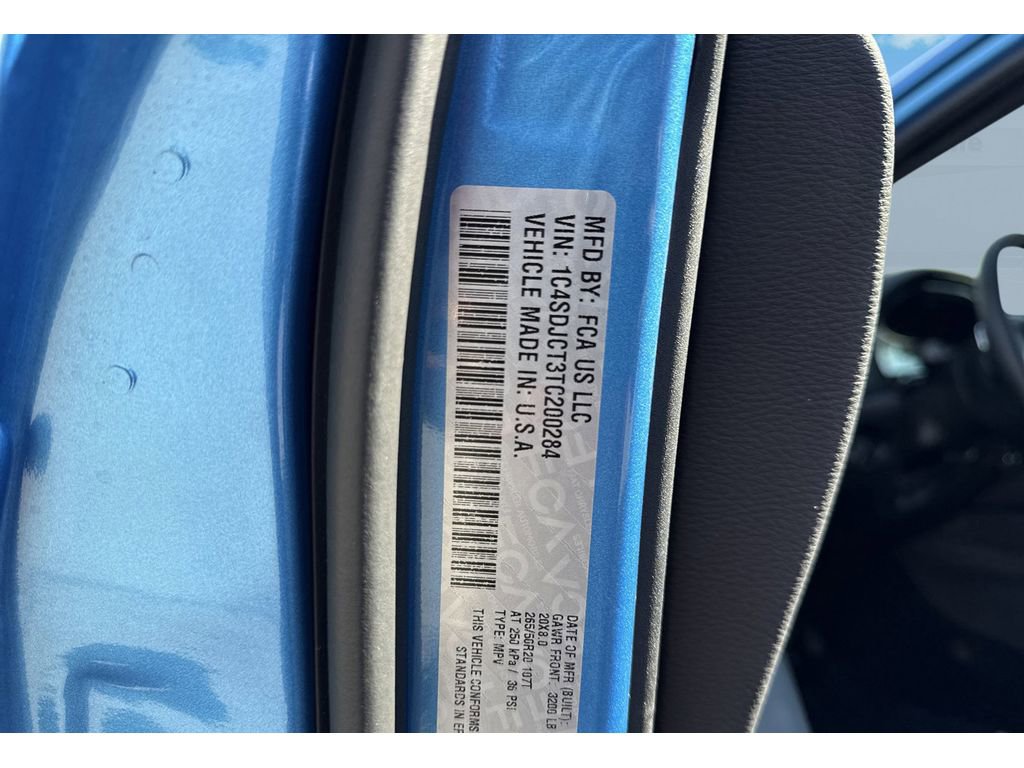 MFD BY: FCA US LLC
VIN: 1C4SDJCT3TC200284
VEHICLE MADE IN: U.S.A.
DATE OF MFR (BUILT):
GAWR FRONT: 3200 LB
20X8.0
265/50R20 107T
AT 250 kPa / 36 PSI
TYPE: MPV
THIS VEHICLE CONFORMS
STANDARDS IN EF